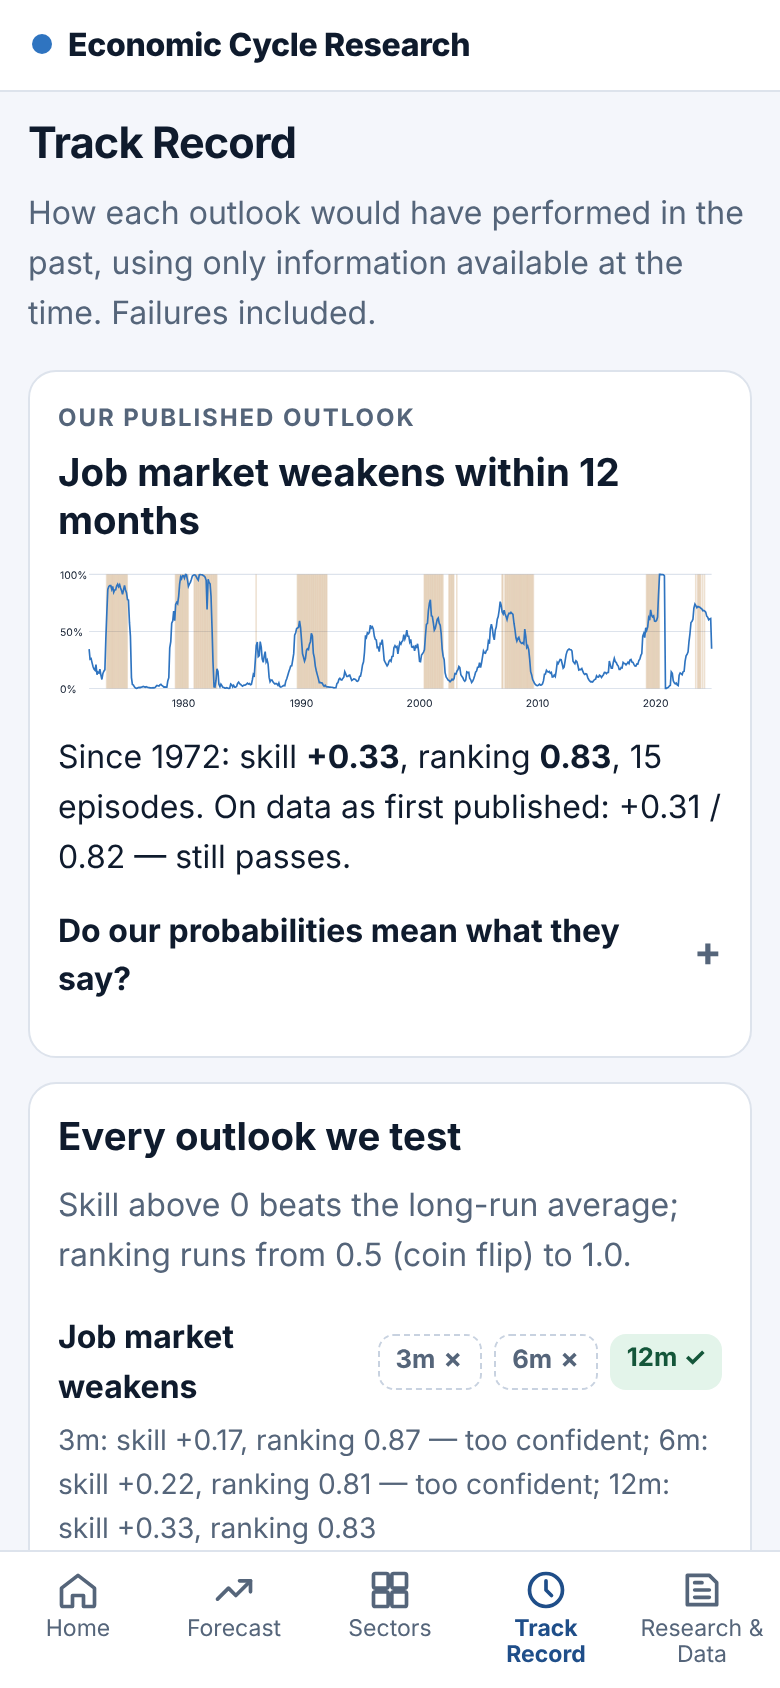 Economic Cycle Research
Track Record
How each outlook would have performed in the
past, using only information available at the
time. Failures included.
OUR PUBLISHED OUTLOOK
Job market weakens within 12
months
100%
50%
0%
1980 1990 2000 2010 2020
Since 1972: skill +0.33, ranking 0.83, 15
episodes. On data as first published: +0.31 /
0.82 — still passes.
Do our probabilities mean what they
say?
+
Every outlook we test
Skill above 0 beats the long-run average;
ranking runs from 0.5 (coin flip) to 1.0.
Job market
weakens
3m × 6m × 12m ✓
3m: skill +0.17, ranking 0.87 — too confident; 6m:
skill +0.22, ranking 0.81 — too confident; 12m:
skill +0.33, ranking 0.83
Home
Forecast
Sectors
Track
Record
Research &
Data